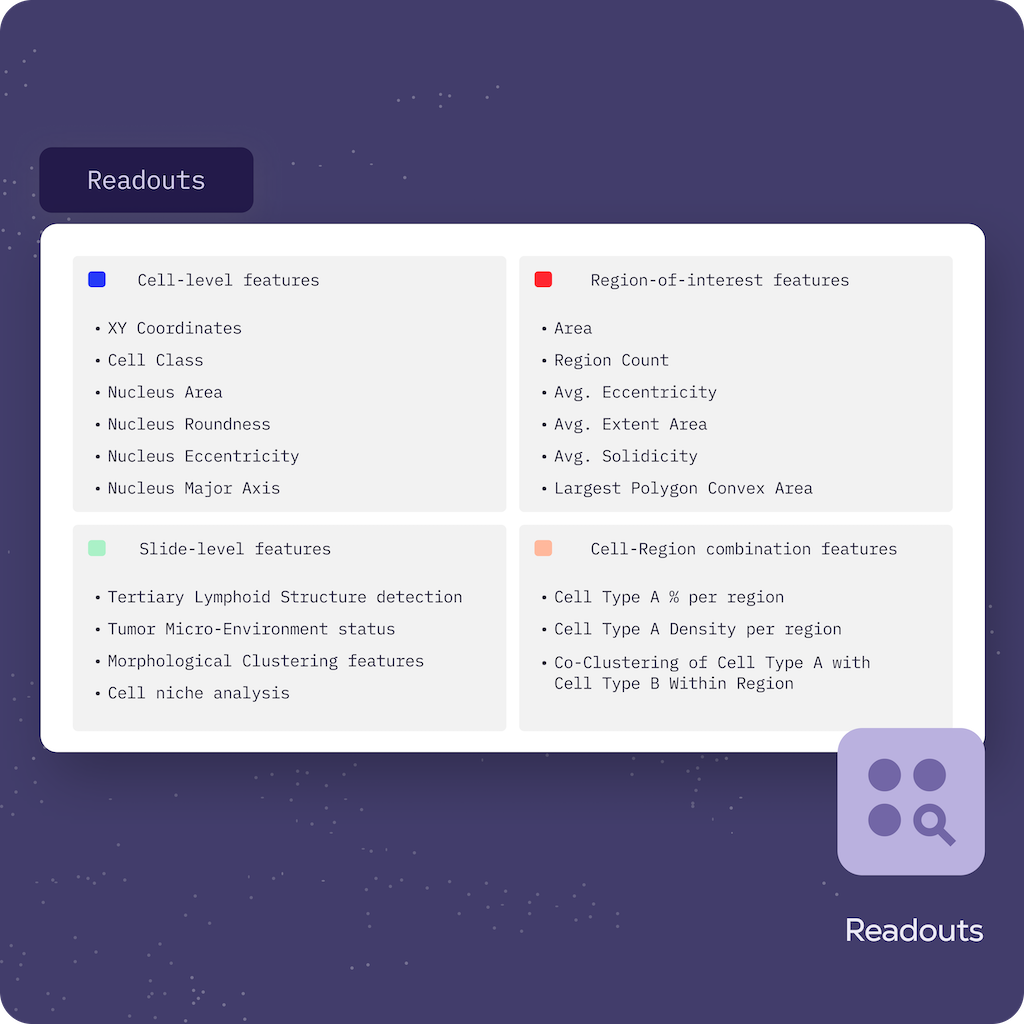 Readouts
Cell-level features
• XY Coordinates
• Cell Class
• Nucleus Area
• Nucleus Roundness
• Nucleus Eccentricity
• Nucleus Major Axis
Region-of-interest features
• Area
• Region Count
• Avg. Eccentricity
• Avg. Extent Area
• Avg. Solidicity
• Largest Polygon Convex Area
Slide-level features
• Tertiary Lymphoid Structure detection
• Tumor Micro-Environment status
• Morphological Clustering features
• Cell niche analysis
Cell-Region combination features
• Cell Type A % per region
• Cell Type A Density per region
• Co-Clustering of Cell Type A with
Cell Type B Within Region
Readouts